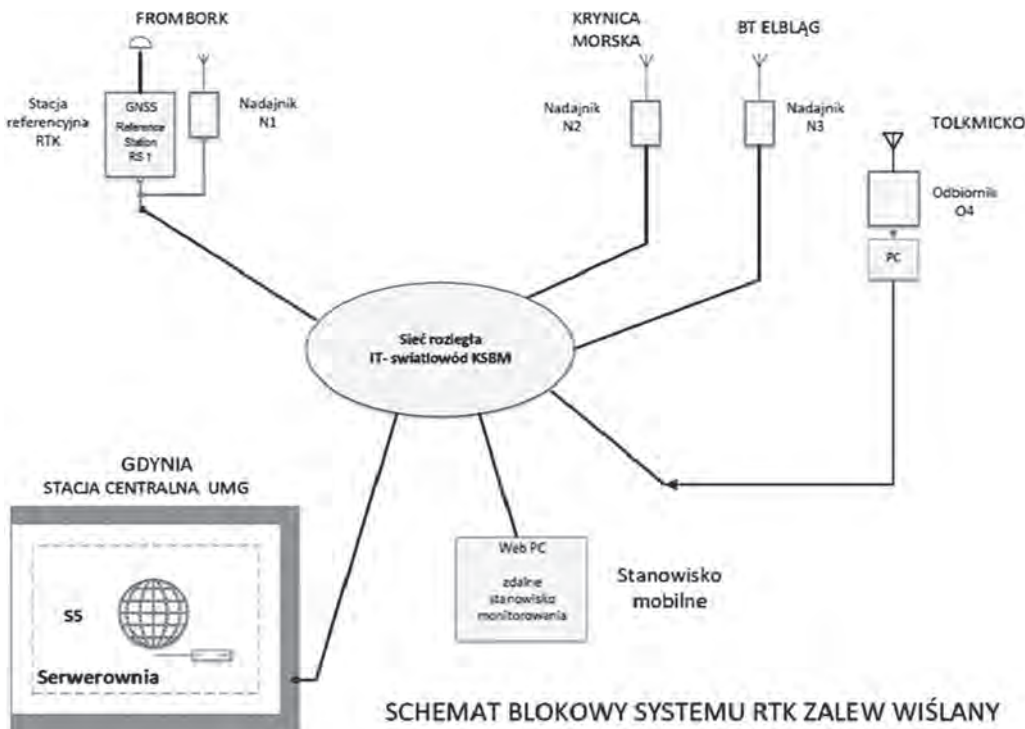 FROMBORK
Stacja
referencyjna
RTK
GNSS
Reference
Station
RS 1
Nadajnik
N1
KRYNICA
MORSKA
Nadajnik
N2
BT ELBLĄG
Nadajnik
N3
TOLKMICKO
Odbiornik
O4
PC
Sieć rozległa
IT- swiatlowód KSBM
GDYNIA
STACJA CENTRALNA UMG
SS
Serwerownia
Web PC
zdalne
stanowisko
monitorowania
Stanowisko
mobilne
SCHEMAT BLOKOWY SYSTEMU RTK ZALEW WIŚLANY